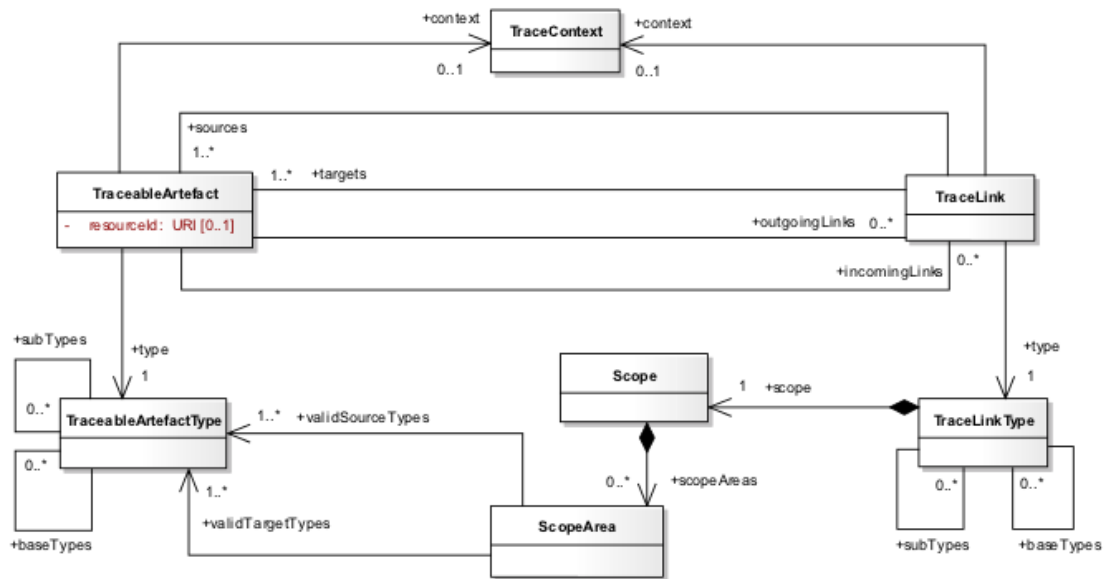 +context
TraceContext
+context
0..1
0..1
+sources
1..*
1..*
+targets
TraceableArtefact
- resourceId: URI [0..1]
TraceLink
+outgoingLinks
0..*
+incomingLinks
0..*
+subTypes
+type
1
0..*
TraceableArtefactType
0..*
+baseTypes
1..*
+validSourceTypes
1..*
+validTargetTypes
Scope
1
+scope
0..*
+scopeAreas
ScopeArea
+type
1
TraceLinkType
0..*
0..*
+subTypes
+baseTypes